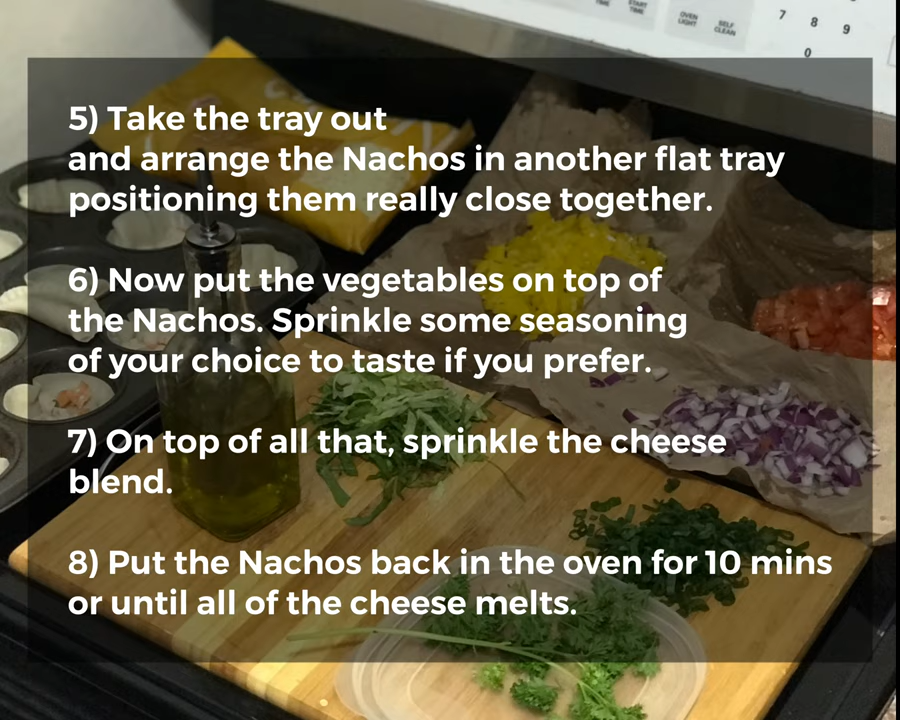 START
TIME
TIME
OVEN
LIGHT
SELF
CLEAN
7 8 9
0
5) Take the tray out
and arrange the Nachos in another flat tray
positioning them really close together.
6) Now put the vegetables on top of
the Nachos. Sprinkle some seasoning
of your choice to taste if you prefer.
7) On top of all that, sprinkle the cheese
blend.
8) Put the Nachos back in the oven for 10 mins
or until all of the cheese melts.